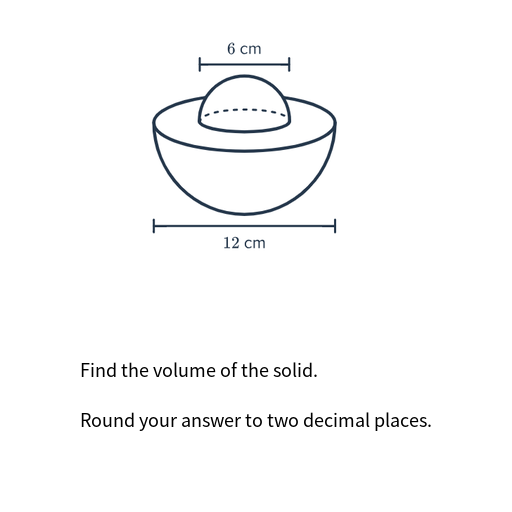 6 cm
12 cm
Find the volume of the solid.
Round your answer to two decimal places.